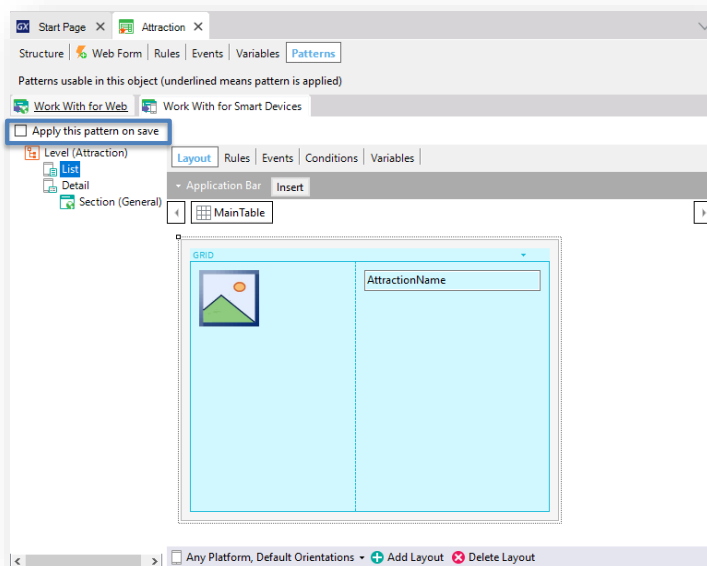 GX Start Page Attraction
Structure Web Form Rules Events Variables Patterns
Patterns usable in this object (underlined means pattern is applied)
Work With for Web Work With for Smart Devices
Apply this pattern on save
Level (Attraction)
List
Detail
Section (General)
Layout Rules Events Conditions Variables
Application Bar Insert
MainTable
GRID
AttractionName
Any Platform, Default Orientations Add Layout Delete Layout